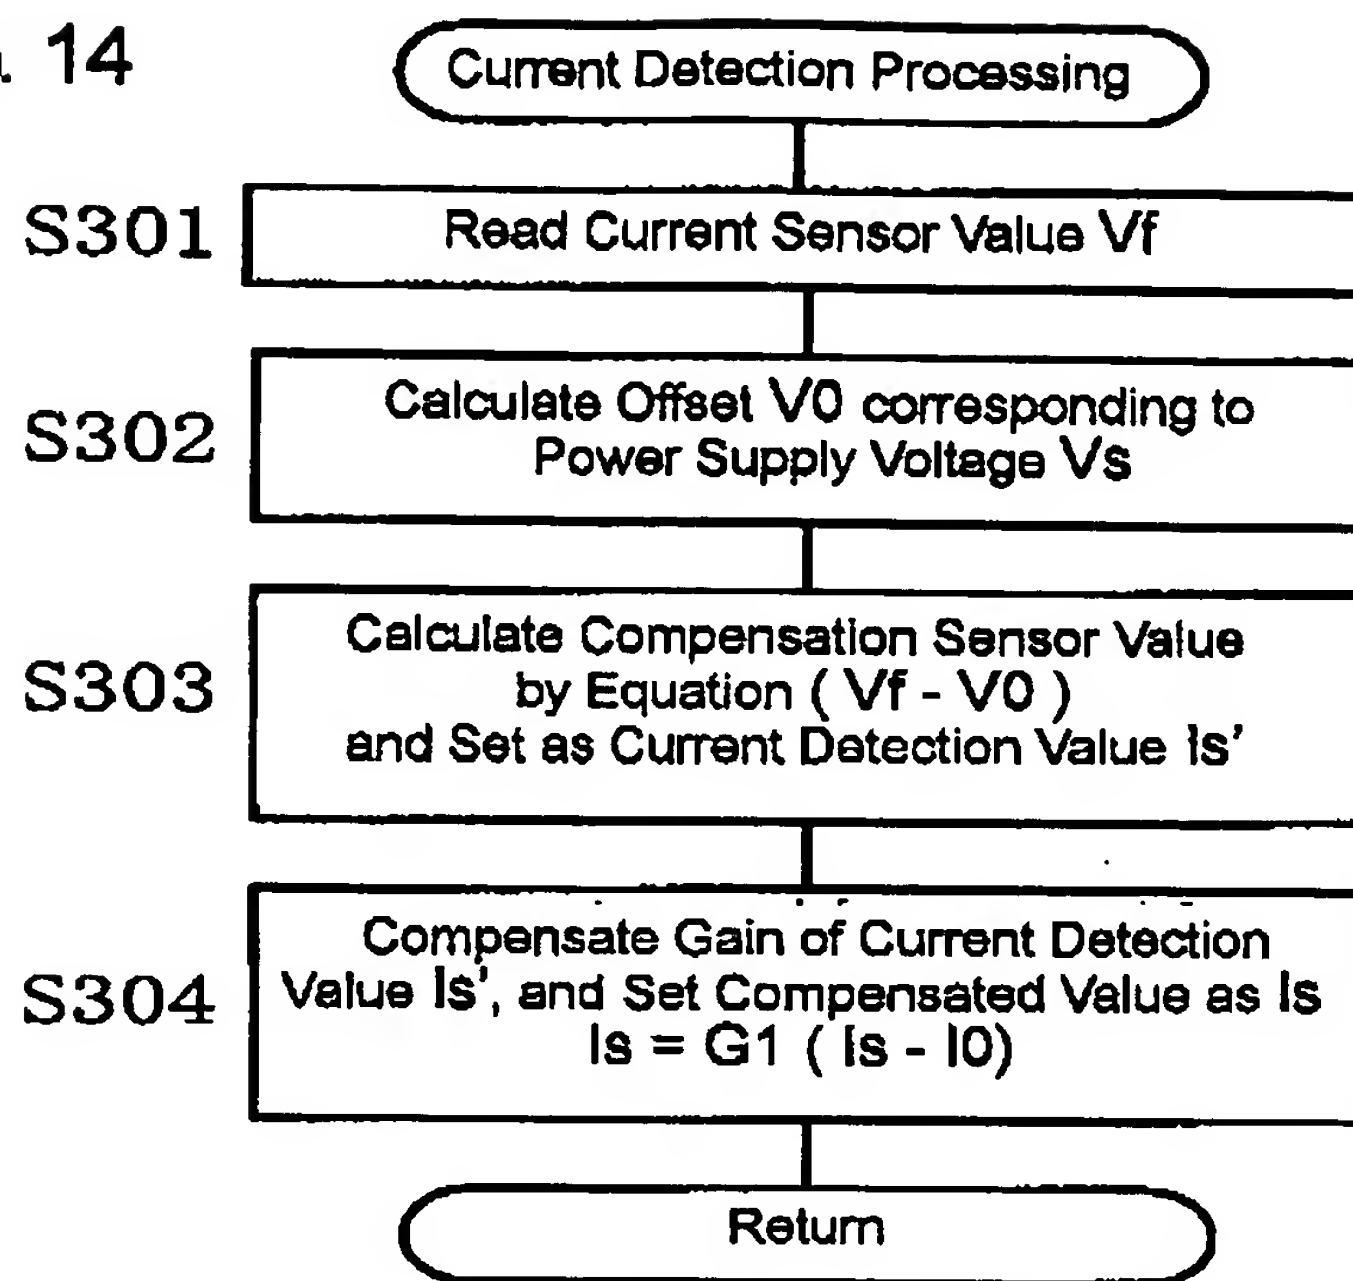 . 14
Current Detection Processing
S301
Read Current Sensor Value Vf
S302
Calculate Offset V0 corresponding to
Power Supply Voltage Vs
S303
Calculate Compensation Sensor Value
by Equation ( Vf - V0 )
and Set as Current Detection Value Is'
S304
Compensate Gain of Current Detection
Value Is', and Set Compensated Value as Is
Is = G1 ( Is - I0)
Return